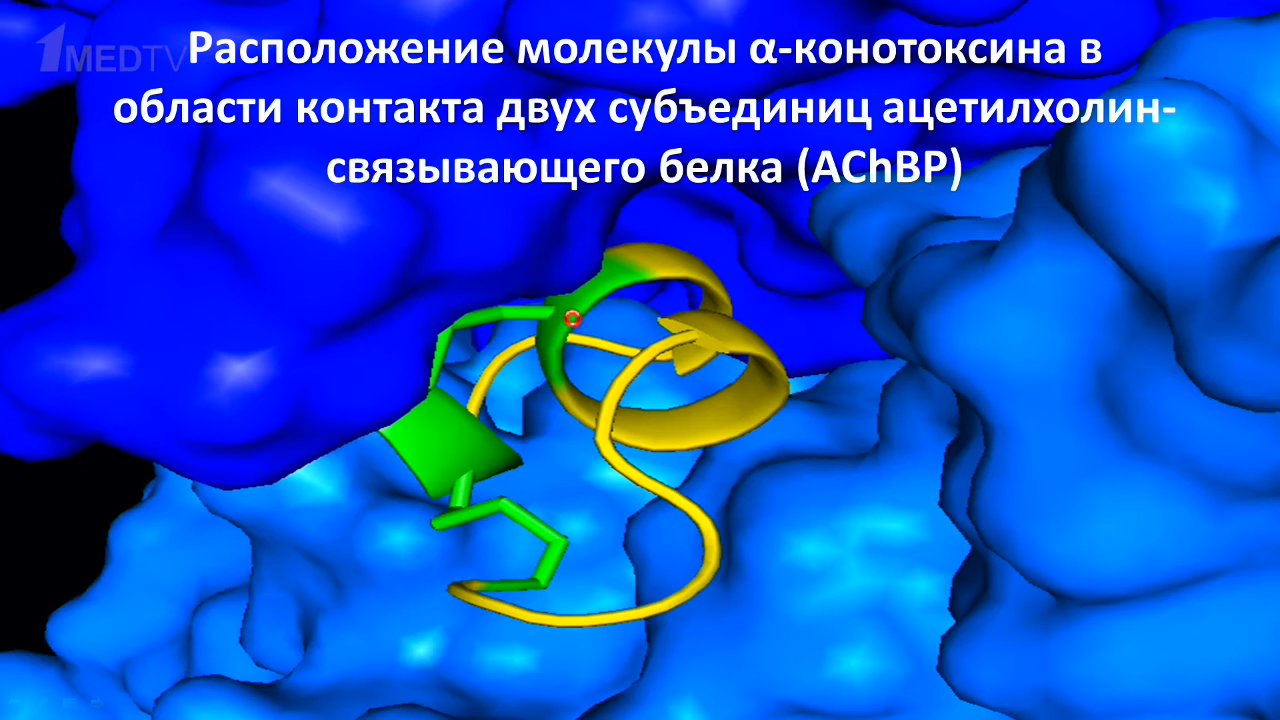 1MEDTV
Расположение молекулы α-конотоксина в
области контакта двух субъединиц ацетилхолин-
связывающего белка (AChBP)